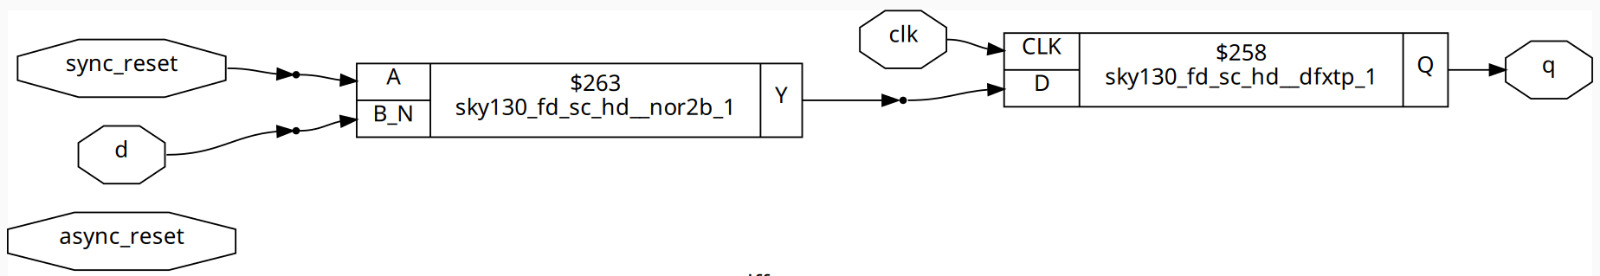 sync_reset
d
async_reset
A
B_N
$263
sky130_fd_sc_hd__nor2b_1
Y
clk
CLK
D
$258
sky130_fd_sc_hd__dfxtp_1
Q
q